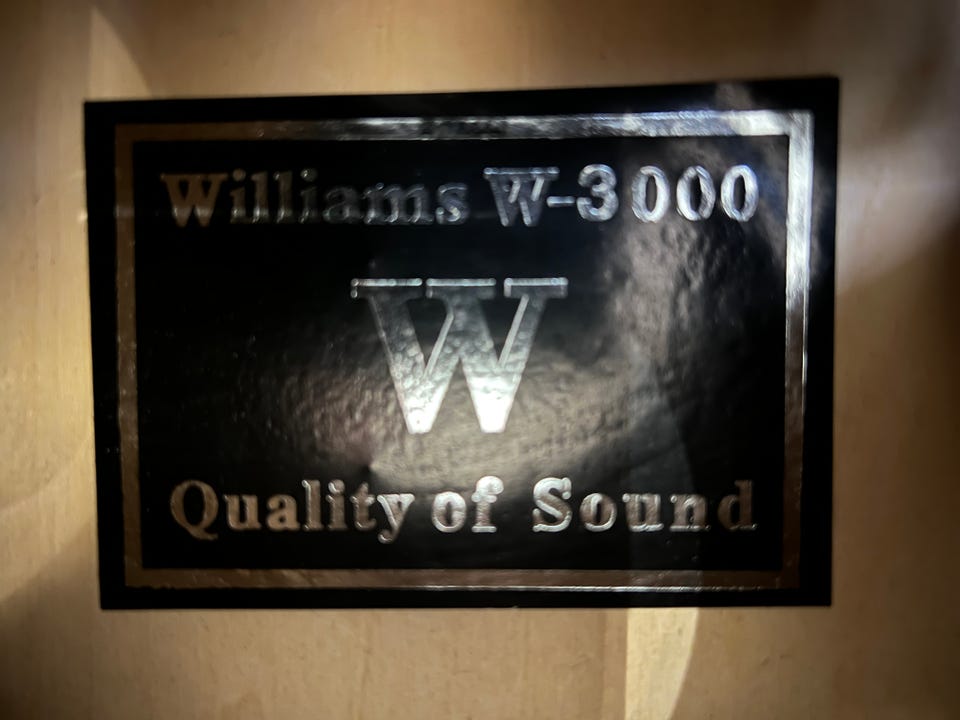 Williams W-3000
W
Quality of Sound